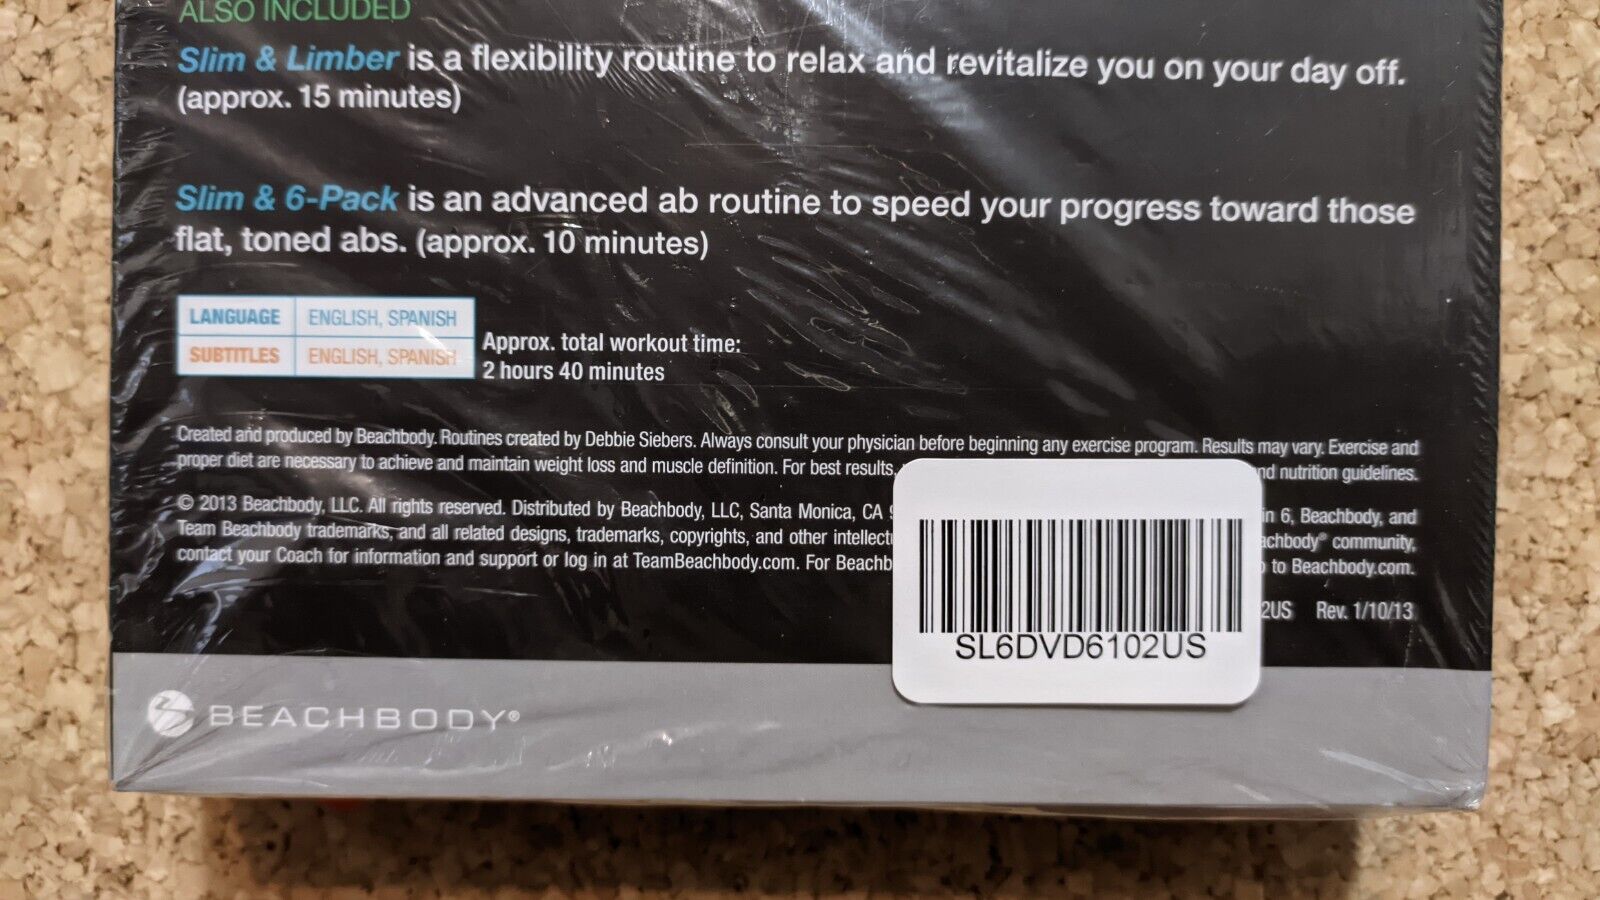 ALSO INCLUDED
Slim & Limber is a flexibility routine to relax and revitalize you on your day off.
(approx. 15 minutes)
Slim & 6-Pack is an advanced ab routine to speed your progress toward those
flat, toned abs. (approx. 10 minutes)
LANGUAGE ENGLISH, SPANISH
SUBTITLES ENGLISH, SPANISH
Approx. total workout time:
2 hours 40 minutes
Created and produced by Beachbody. Routines created by Debbie Siebers. Always consult your physician before beginning any exercise program. Results may vary. Exercise and
proper diet are necessary to achieve and maintain weight loss and muscle definition. For best results, nutrition guidelines.
© 2013 Beachbody, LLC. All rights reserved. Distributed by Beachbody, LLC, Santa Monica, CA in 6, Beachbody, and
Team Beachbody trademarks, and all related designs, trademarks, copyrights, and other community,
contact your Coach for information and support or log in at TeamBeachbody.com. For to Beachbody.com.
2US Rev. 1/10/13
SL6DVD6102US
BEACHBODY®